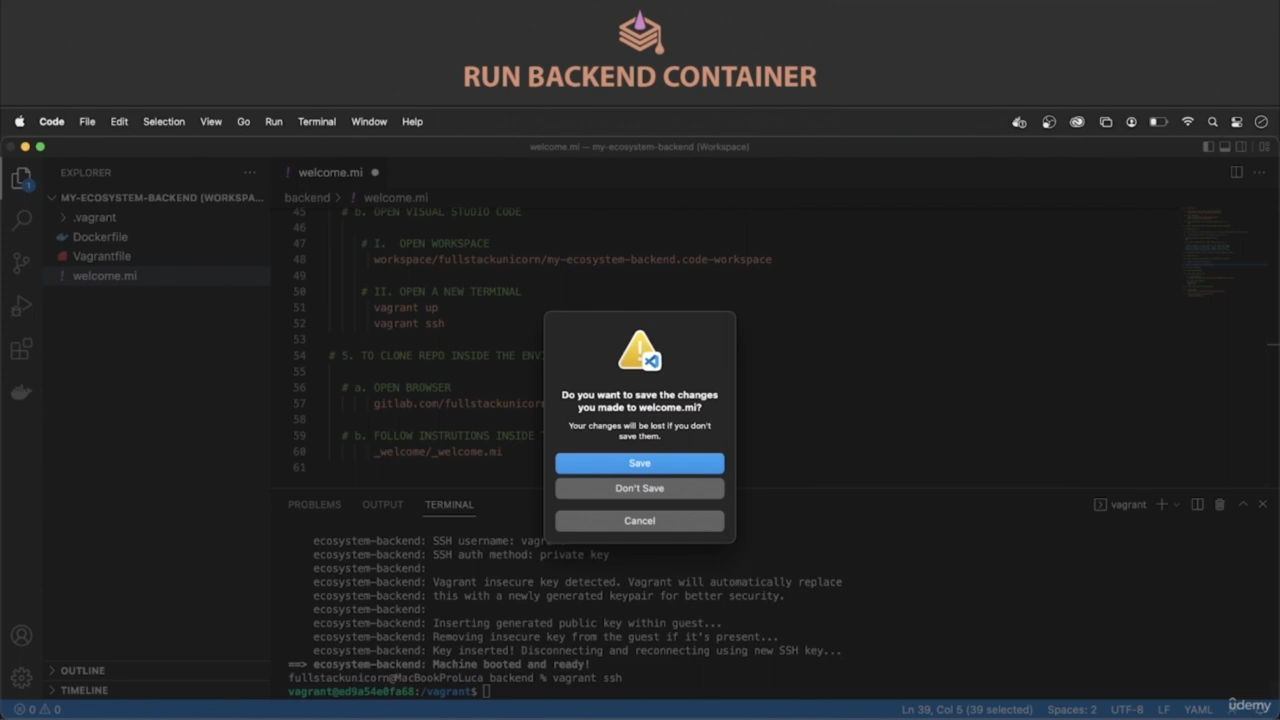 RUN BACKEND CONTAINER
Code File Edit Selection View Go Run Terminal Window Help
welcome.mi — my-ecosystem-backend (Workspace)
EXPLORER
1
MY-ECOSYSTEM-BACKEND (WORKSPA...
.vagrant
Dockerfile
Vagrantfile
! welcome.mi
OUTLINE
TIMELINE
! welcome.mi
backend > ! welcome.mi
45 # b. OPEN VISUAL STUDIO CODE
46
47 # I. OPEN WORKSPACE
48 workspace/fullstackunicorn/my-ecosystem-backend.code-workspace
49
50 # II. OPEN A NEW TERMINAL
51 vagrant up
52 vagrant ssh
53
54 # 5. TO CLONE REPO INSIDE THE ENVI
55
56 # a. OPEN BROWSER
57 gitlab.com/fullstackunicorn
58
59 # b. FOLLOW INSTRUTIONS INSIDE
60 _welcome/_welcome.mi
61
Do you want to save the changes
you made to welcome.mi?
Your changes will be lost if you don't
save them.
Save
Don't Save
Cancel
PROBLEMS OUTPUT TERMINAL
vagrant
ecosystem-backend: SSH username: vagr
ecosystem-backend: SSH auth method: private key
ecosystem-backend:
ecosystem-backend: Vagrant insecure key detected. Vagrant will automatically replace
ecosystem-backend: this with a newly generated keypair for better security.
ecosystem-backend:
ecosystem-backend: Inserting generated public key within guest...
ecosystem-backend: Removing insecure key from the guest if it's present...
ecosystem-backend: Key inserted! Disconnecting and reconnecting using new SSH key...
==> ecosystem-backend: Machine booted and ready!
fullstackunicorn@MacBookProLuca backend % vagrant ssh
vagrant@ed9a54e0fa68:/vagrant$
0 0 Ln 39, Col 5 (39 selected) Spaces: 2 UTF-8 LF YAML
ûdemy